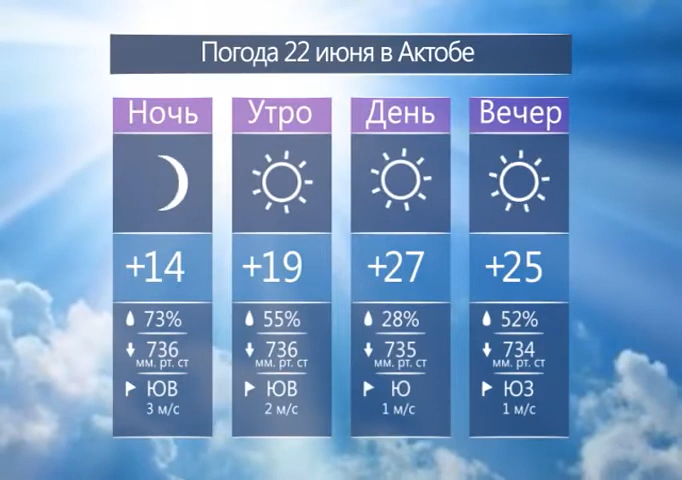 Погода 22 июня в Актобе
Ночь Утро День Вечер
+14 +19 +27 +25
73% 55% 28% 52%
736 736 735 734
мм. рт. ст мм. рт. ст мм. рт. ст мм. рт. ст
ЮВ ЮВ Ю ЮЗ
3 м/с 2 м/с 1 м/с 1 м/с